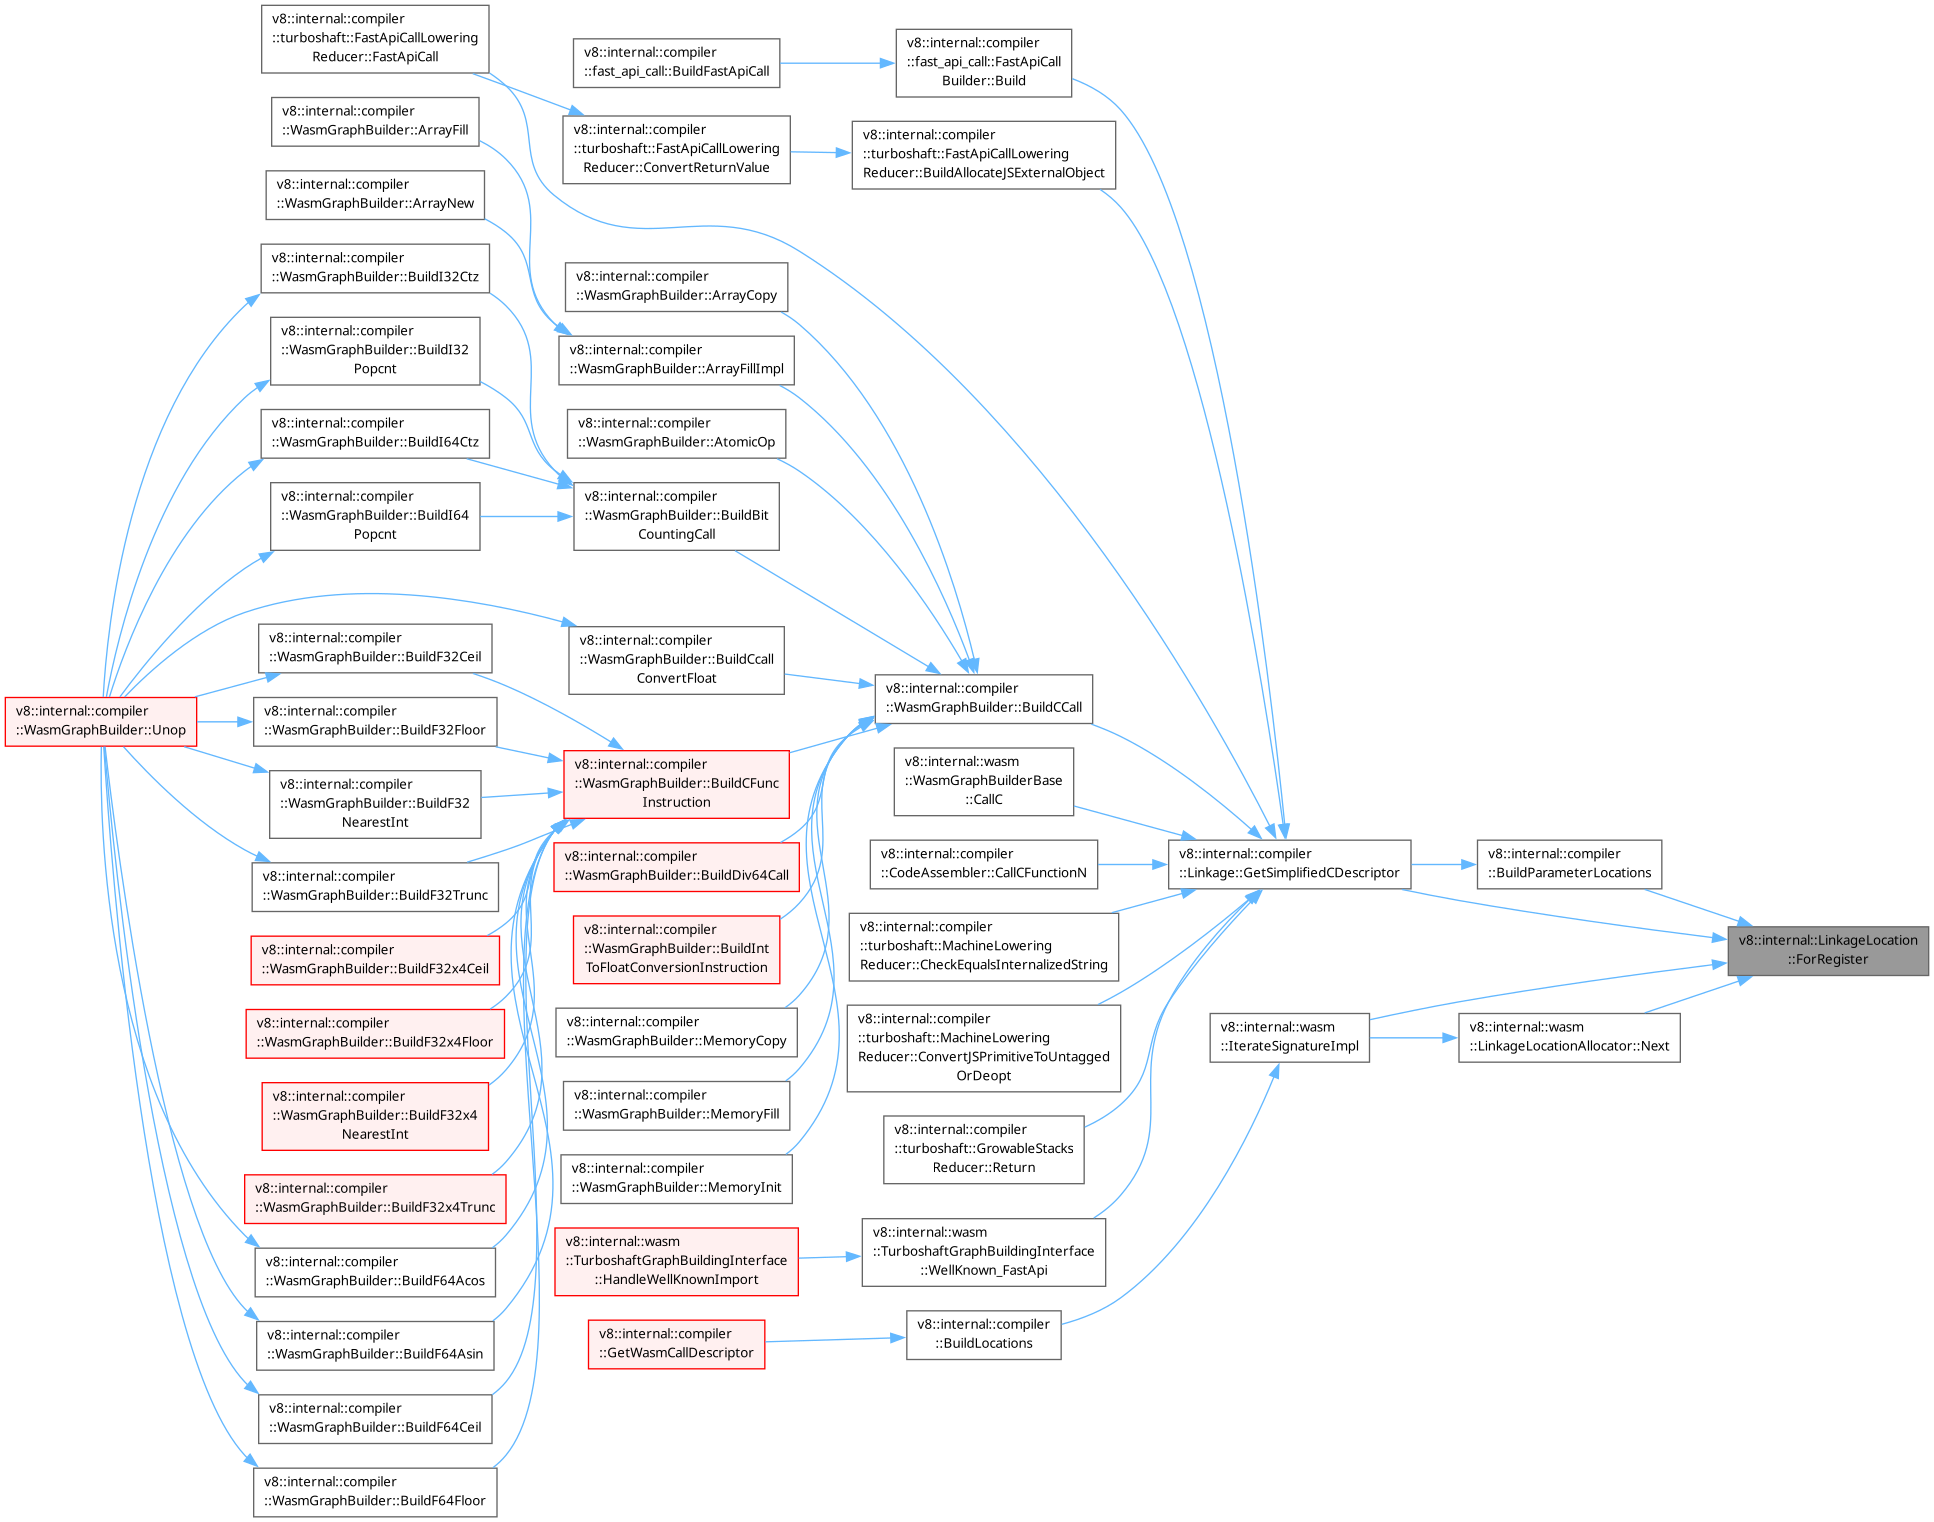 v8::internal::compiler
::turboshaft::FastApiCallLowering
Reducer::FastApiCall
v8::internal::compiler
::WasmGraphBuilder::ArrayFill
v8::internal::compiler
::WasmGraphBuilder::ArrayNew
v8::internal::compiler
::WasmGraphBuilder::BuildI32Ctz
v8::internal::compiler
::WasmGraphBuilder::BuildI32
Popcnt
v8::internal::compiler
::WasmGraphBuilder::BuildI64Ctz
v8::internal::compiler
::WasmGraphBuilder::BuildI64
Popcnt
v8::internal::compiler
::WasmGraphBuilder::BuildF32Ceil
v8::internal::compiler
::WasmGraphBuilder::Unop
v8::internal::compiler
::WasmGraphBuilder::BuildF32Floor
v8::internal::compiler
::WasmGraphBuilder::BuildF32
NearestInt
v8::internal::compiler
::WasmGraphBuilder::BuildF32Trunc
v8::internal::compiler
::WasmGraphBuilder::BuildF32x4Ceil
v8::internal::compiler
::WasmGraphBuilder::BuildF32x4Floor
v8::internal::compiler
::WasmGraphBuilder::BuildF32x4
NearestInt
v8::internal::compiler
::WasmGraphBuilder::BuildF32x4Trunc
v8::internal::compiler
::WasmGraphBuilder::BuildF64Acos
v8::internal::compiler
::WasmGraphBuilder::BuildF64Asin
v8::internal::compiler
::WasmGraphBuilder::BuildF64Ceil
v8::internal::compiler
::WasmGraphBuilder::BuildF64Floor
v8::internal::compiler
::fast_api_call::BuildFastApiCall
v8::internal::compiler
::turboshaft::FastApiCallLowering
Reducer::ConvertReturnValue
v8::internal::compiler
::WasmGraphBuilder::ArrayCopy
v8::internal::compiler
::WasmGraphBuilder::ArrayFillImpl
v8::internal::compiler
::WasmGraphBuilder::AtomicOp
v8::internal::compiler
::WasmGraphBuilder::BuildBit
CountingCall
v8::internal::compiler
::WasmGraphBuilder::BuildCcall
ConvertFloat
v8::internal::compiler
::WasmGraphBuilder::BuildCFunc
Instruction
v8::internal::compiler
::WasmGraphBuilder::BuildDiv64Call
v8::internal::compiler
::WasmGraphBuilder::BuildInt
ToFloatConversionInstruction
v8::internal::compiler
::WasmGraphBuilder::MemoryCopy
v8::internal::compiler
::WasmGraphBuilder::MemoryFill
v8::internal::compiler
::WasmGraphBuilder::MemoryInit
v8::internal::wasm
::TurboshaftGraphBuildingInterface
::HandleWellKnownImport
v8::internal::compiler
::GetWasmCallDescriptor
v8::internal::compiler
::fast_api_call::FastApiCall
Builder::Build
v8::internal::compiler
::turboshaft::FastApiCallLowering
Reducer::BuildAllocateJSExternalObject
v8::internal::compiler
::WasmGraphBuilder::BuildCCall
v8::internal::wasm
::WasmGraphBuilderBase
::CallC
v8::internal::compiler
::CodeAssembler::CallCFunctionN
v8::internal::compiler
::turboshaft::MachineLowering
Reducer::CheckEqualsInternalizedString
v8::internal::compiler
::turboshaft::MachineLowering
Reducer::ConvertJSPrimitiveToUntagged
OrDeopt
v8::internal::compiler
::turboshaft::GrowableStacks
Reducer::Return
v8::internal::wasm
::TurboshaftGraphBuildingInterface
::WellKnown_FastApi
v8::internal::compiler
::BuildLocations
v8::internal::compiler
::Linkage::GetSimplifiedCDescriptor
v8::internal::wasm
::IterateSignatureImpl
v8::internal::compiler
::BuildParameterLocations
v8::internal::wasm
::LinkageLocationAllocator::Next
v8::internal::LinkageLocation
::ForRegister